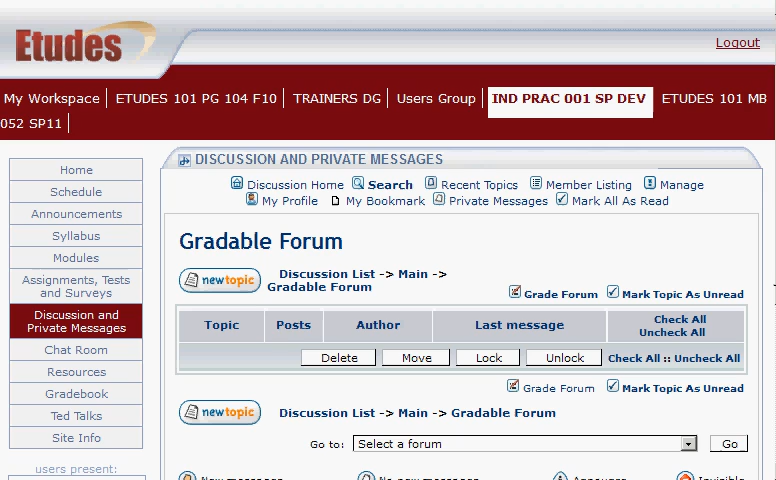 Etudes
Logout
My Workspace ETUDES 101 PG 104 F10 TRAINERS DG Users Group IND PRAC 001 SP DEV ETUDES 101 MB
052 SP11
Home
Schedule
Announcements
Syllabus
Modules
Assignments, Tests
and Surveys
Discussion and
Private Messages
Chat Room
Resources
Gradebook
Ted Talks
Site Info
users present:
DISCUSSION AND PRIVATE MESSAGES
Discussion Home Search Recent Topics Member Listing Manage
My Profile My Bookmark Private Messages Mark All As Read
Gradable Forum
newtopic
Discussion List -> Main ->
Gradable Forum
Grade Forum Mark Topic As Unread
Topic Posts Author Last message Check All
Uncheck All
Delete Move Lock Unlock Check All :: Uncheck All
Grade Forum Mark Topic As Unread
newtopic Discussion List -> Main -> Gradable Forum
Go to: Select a forum Go